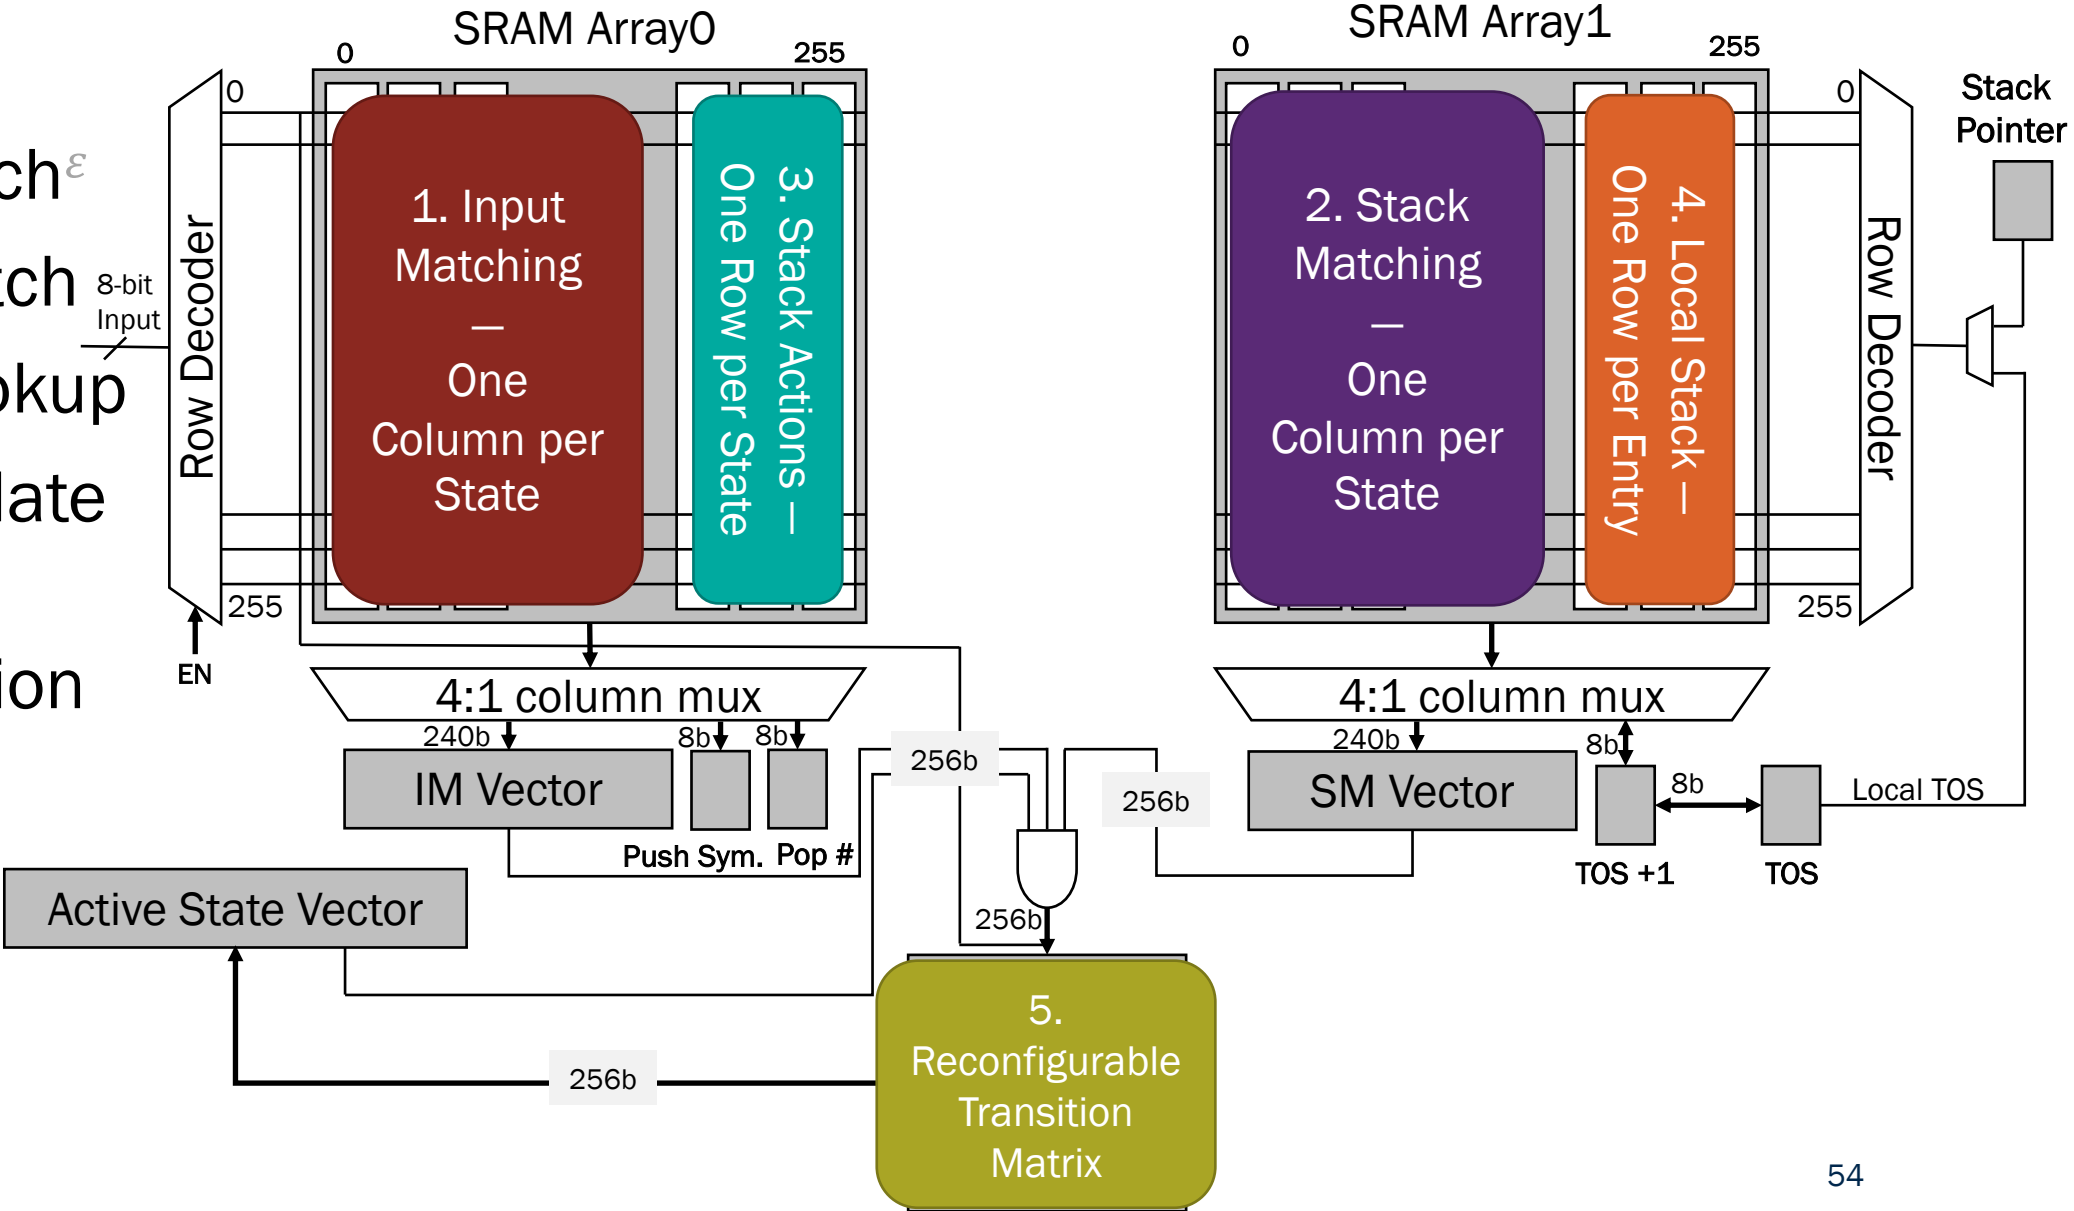 SRAM Array0
SRAM Array1
0
255
0
255
ch^ε
tch
okup
late
ion
8-bit
Input
Row Decoder
0
255
EN
1. Input
Matching
—
One
Column per
State
3. Stack Actions —
One Row per State
2. Stack
Matching
—
One
Column per
State
4. Local Stack —
One Row per Entry
0
255
Row Decoder
Stack
Pointer
4:1 column mux
4:1 column mux
240b
8b
8b
IM Vector
Push Sym.
Pop #
256b
256b
256b
240b
8b
SM Vector
8b
TOS +1
TOS
Local TOS
Active State Vector
256b
5.
Reconfigurable
Transition
Matrix
54